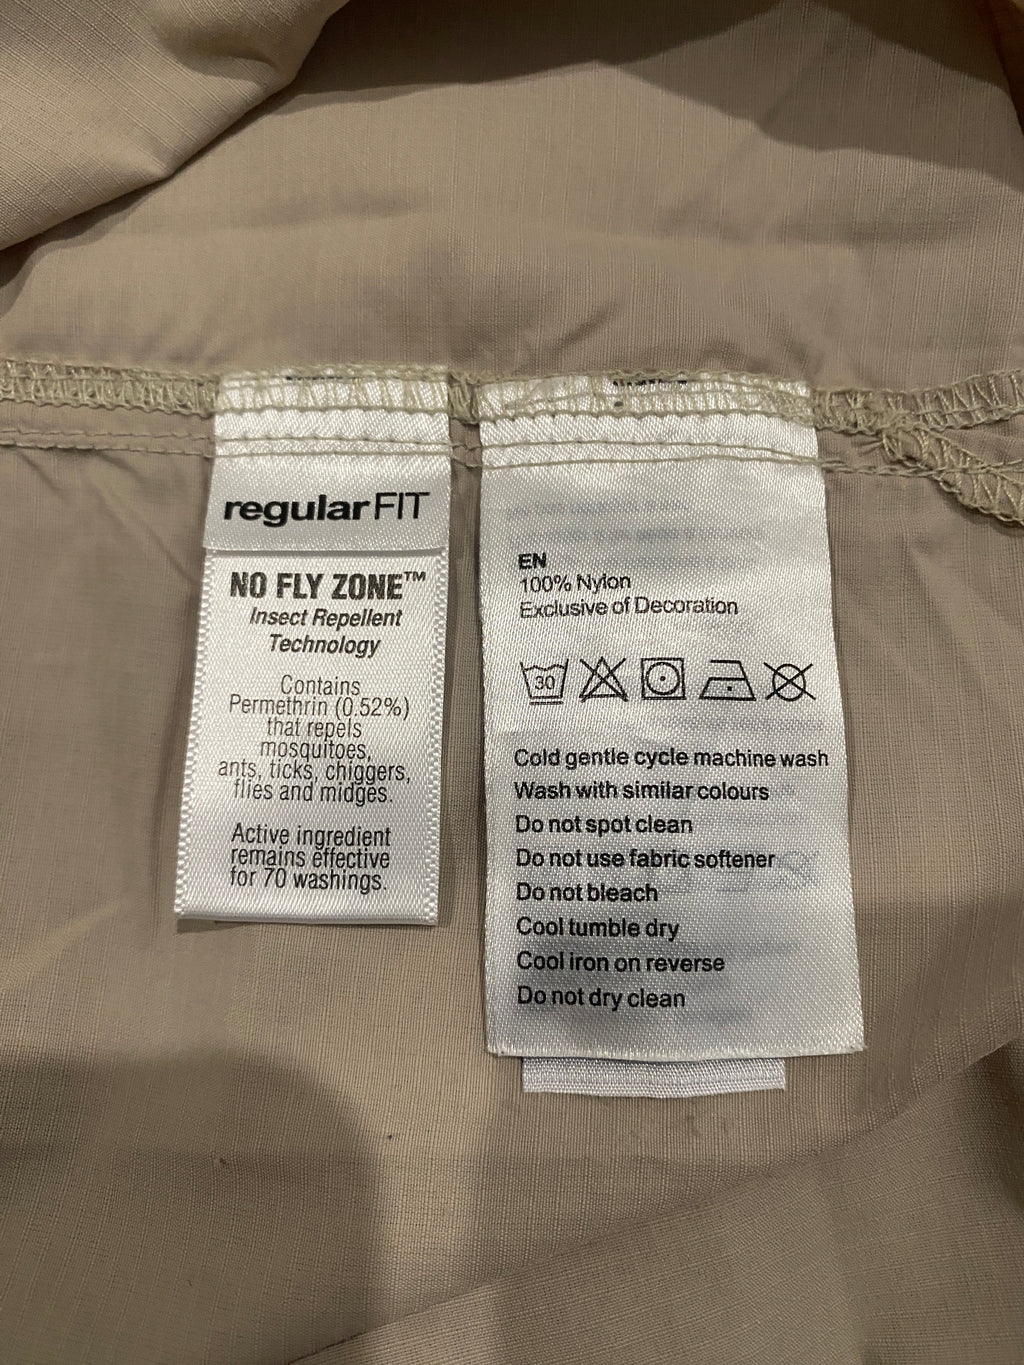 regularFIT
NO FLY ZONE™
Insect Repellent
Technology
Contains
Permethrin (0.52%)
that repels
mosquitoes,
ants, ticks, chiggers,
flies and midges.
Active ingredient
remains effective
for 70 washings.
EN
100% Nylon
Exclusive of Decoration
30
Cold gentle cycle machine wash
Wash with similar colours
Do not spot clean
Do not use fabric softener
Do not bleach
Cool tumble dry
Cool iron on reverse
Do not dry clean